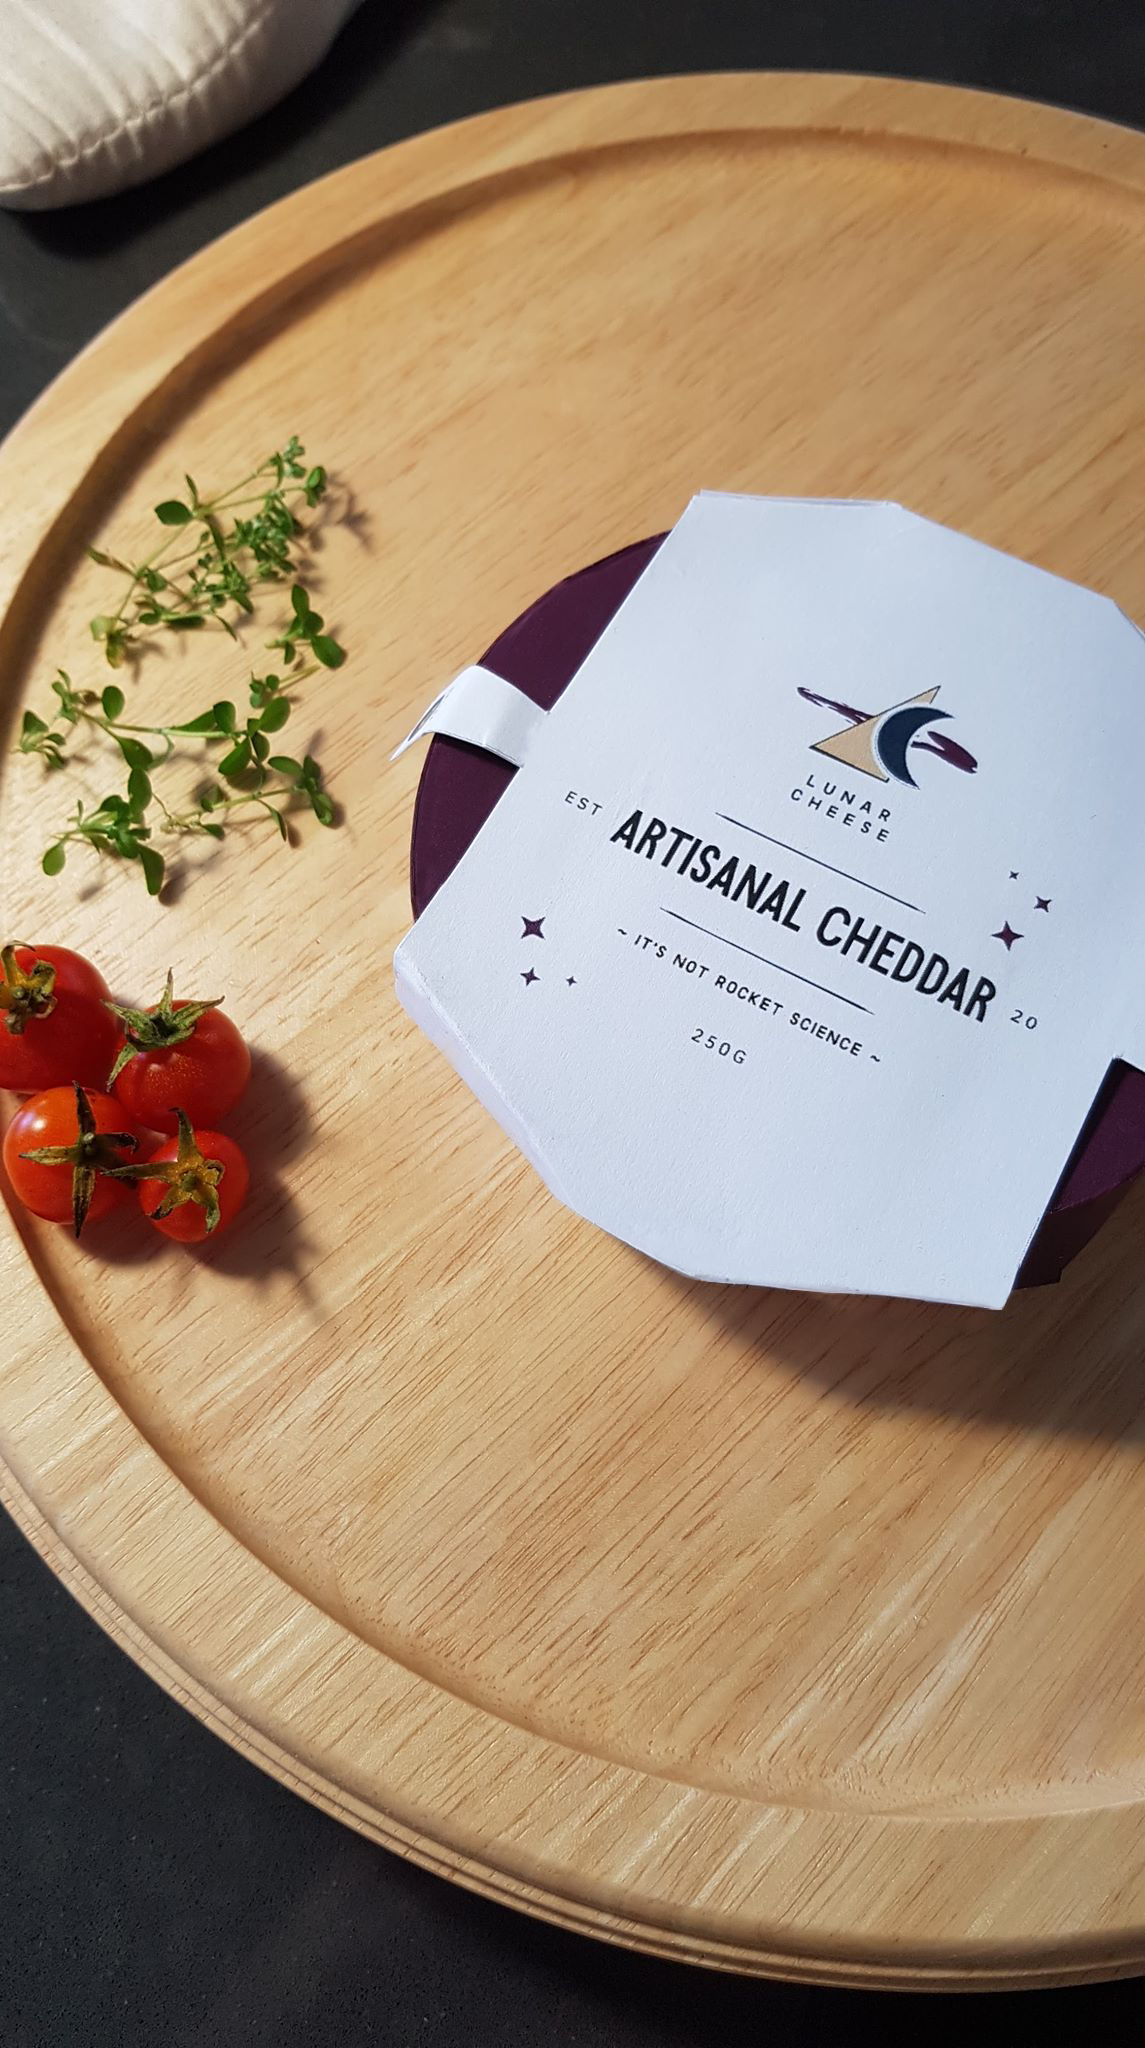 LUNAR
CHEESE
EST ARTISANAL CHEDDAR 20
~ IT'S NOT ROCKET SCIENCE ~
250G